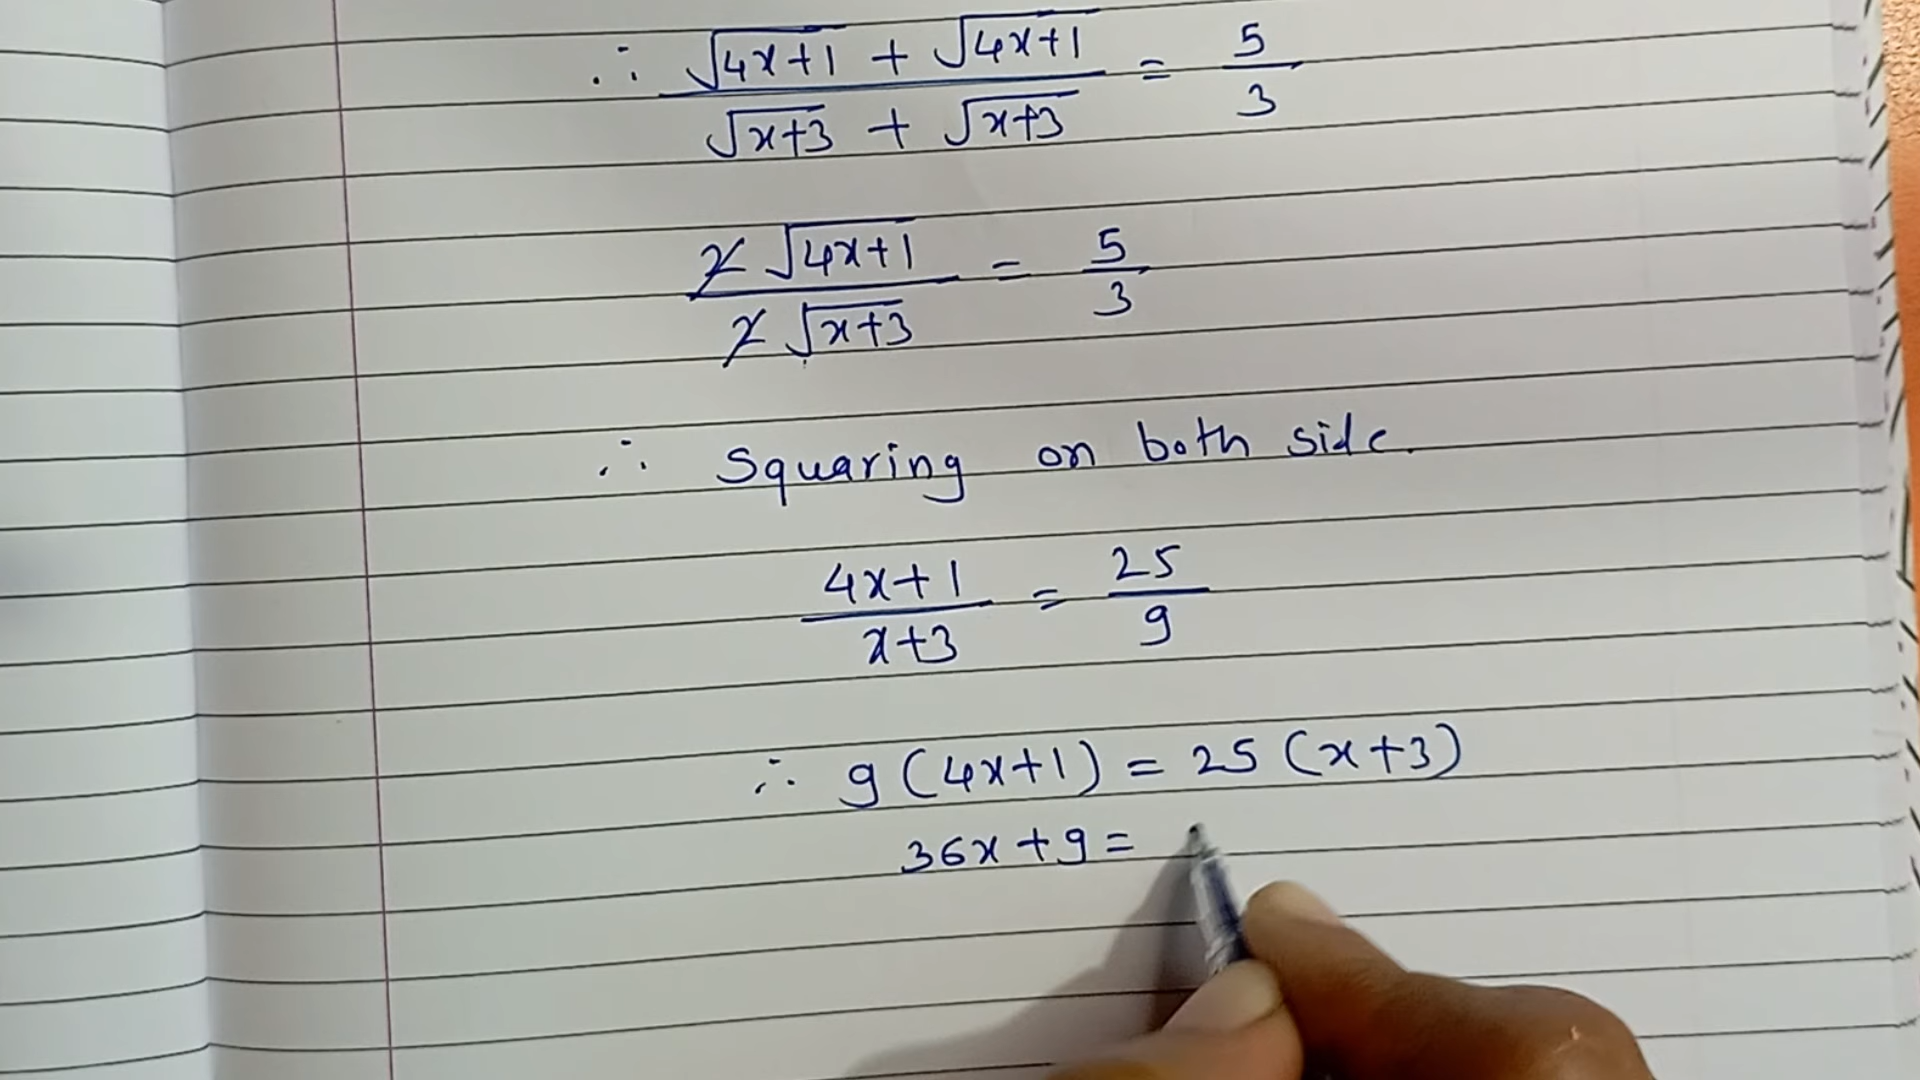 ∴ √4x+1 + √4x+1 / √x+3 + √x+3 = 5/3
2√4x+1 / 2√x+3 = 5/3
∴ Squaring on both side.
4x+1 / x+3 = 25/9
∴ 9(4x+1) = 25(x+3)
36x+9=